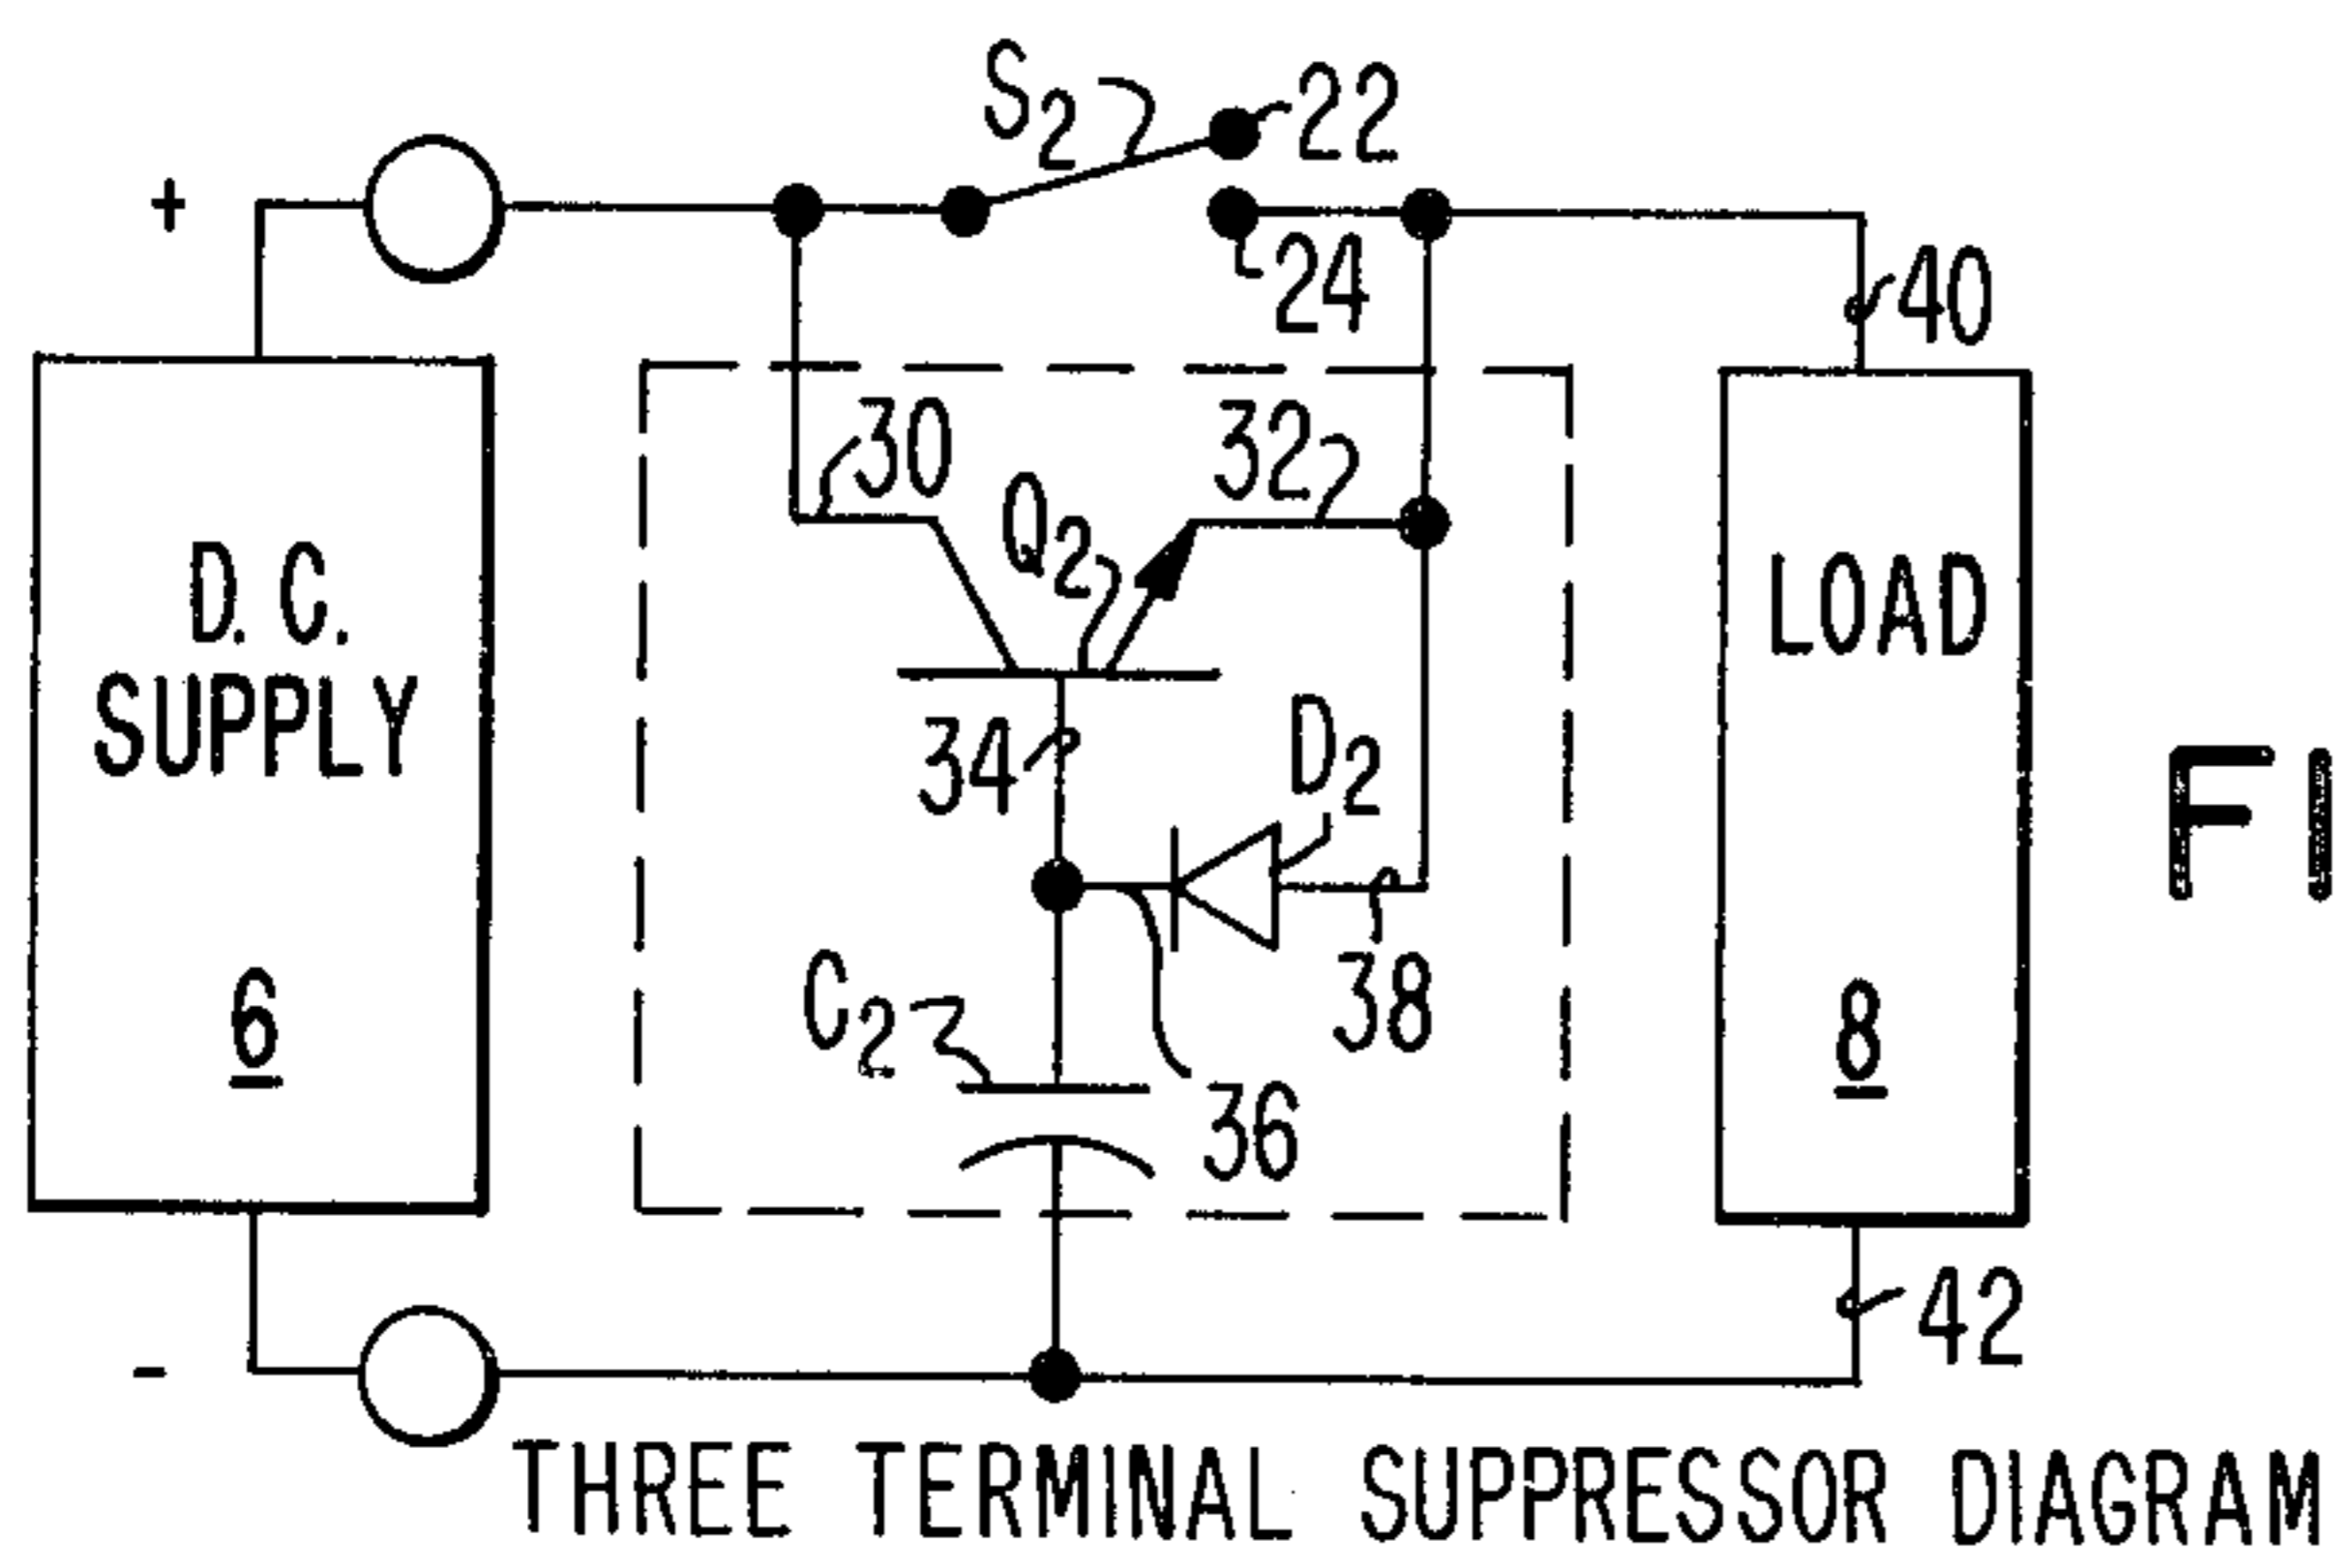 S2
22
+
24
40
30
32
Q2
D.C.
SUPPLY
LOAD
34
D2
FI
6
C2
38
8
36
42
-
THREE TERMINAL SUPPRESSOR DIAGRAM